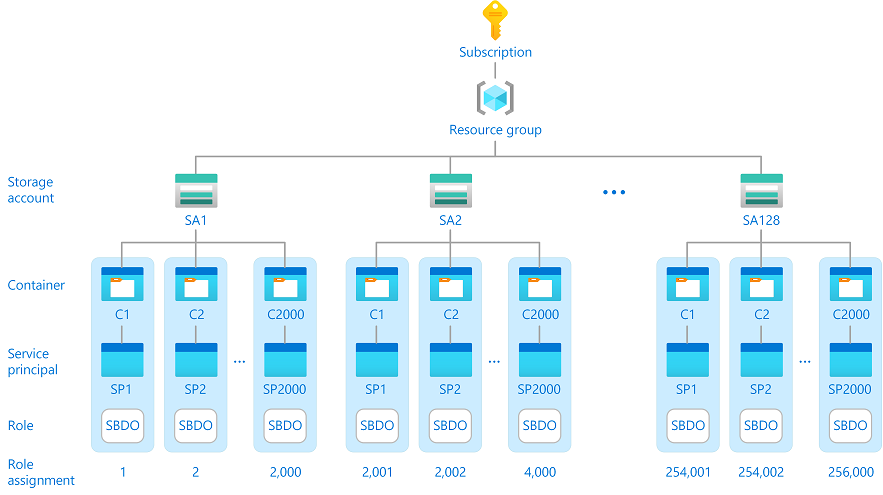 Subscription
Resource group
Storage
account
SA1 SA2 ... SA128
Container
C1 C2 C2000 C1 C2 C2000 C1 C2 C2000
Service
principal
... ... ...
SP1 SP2 SP2000 SP1 SP2 SP2000 SP1 SP2 SP2000
Role SBDO SBDO SBDO SBDO SBDO SBDO SBDO SBDO SBDO
Role
assignment
1 2 2,000 2,001 2,002 4,000 254,001 254,002 256,000